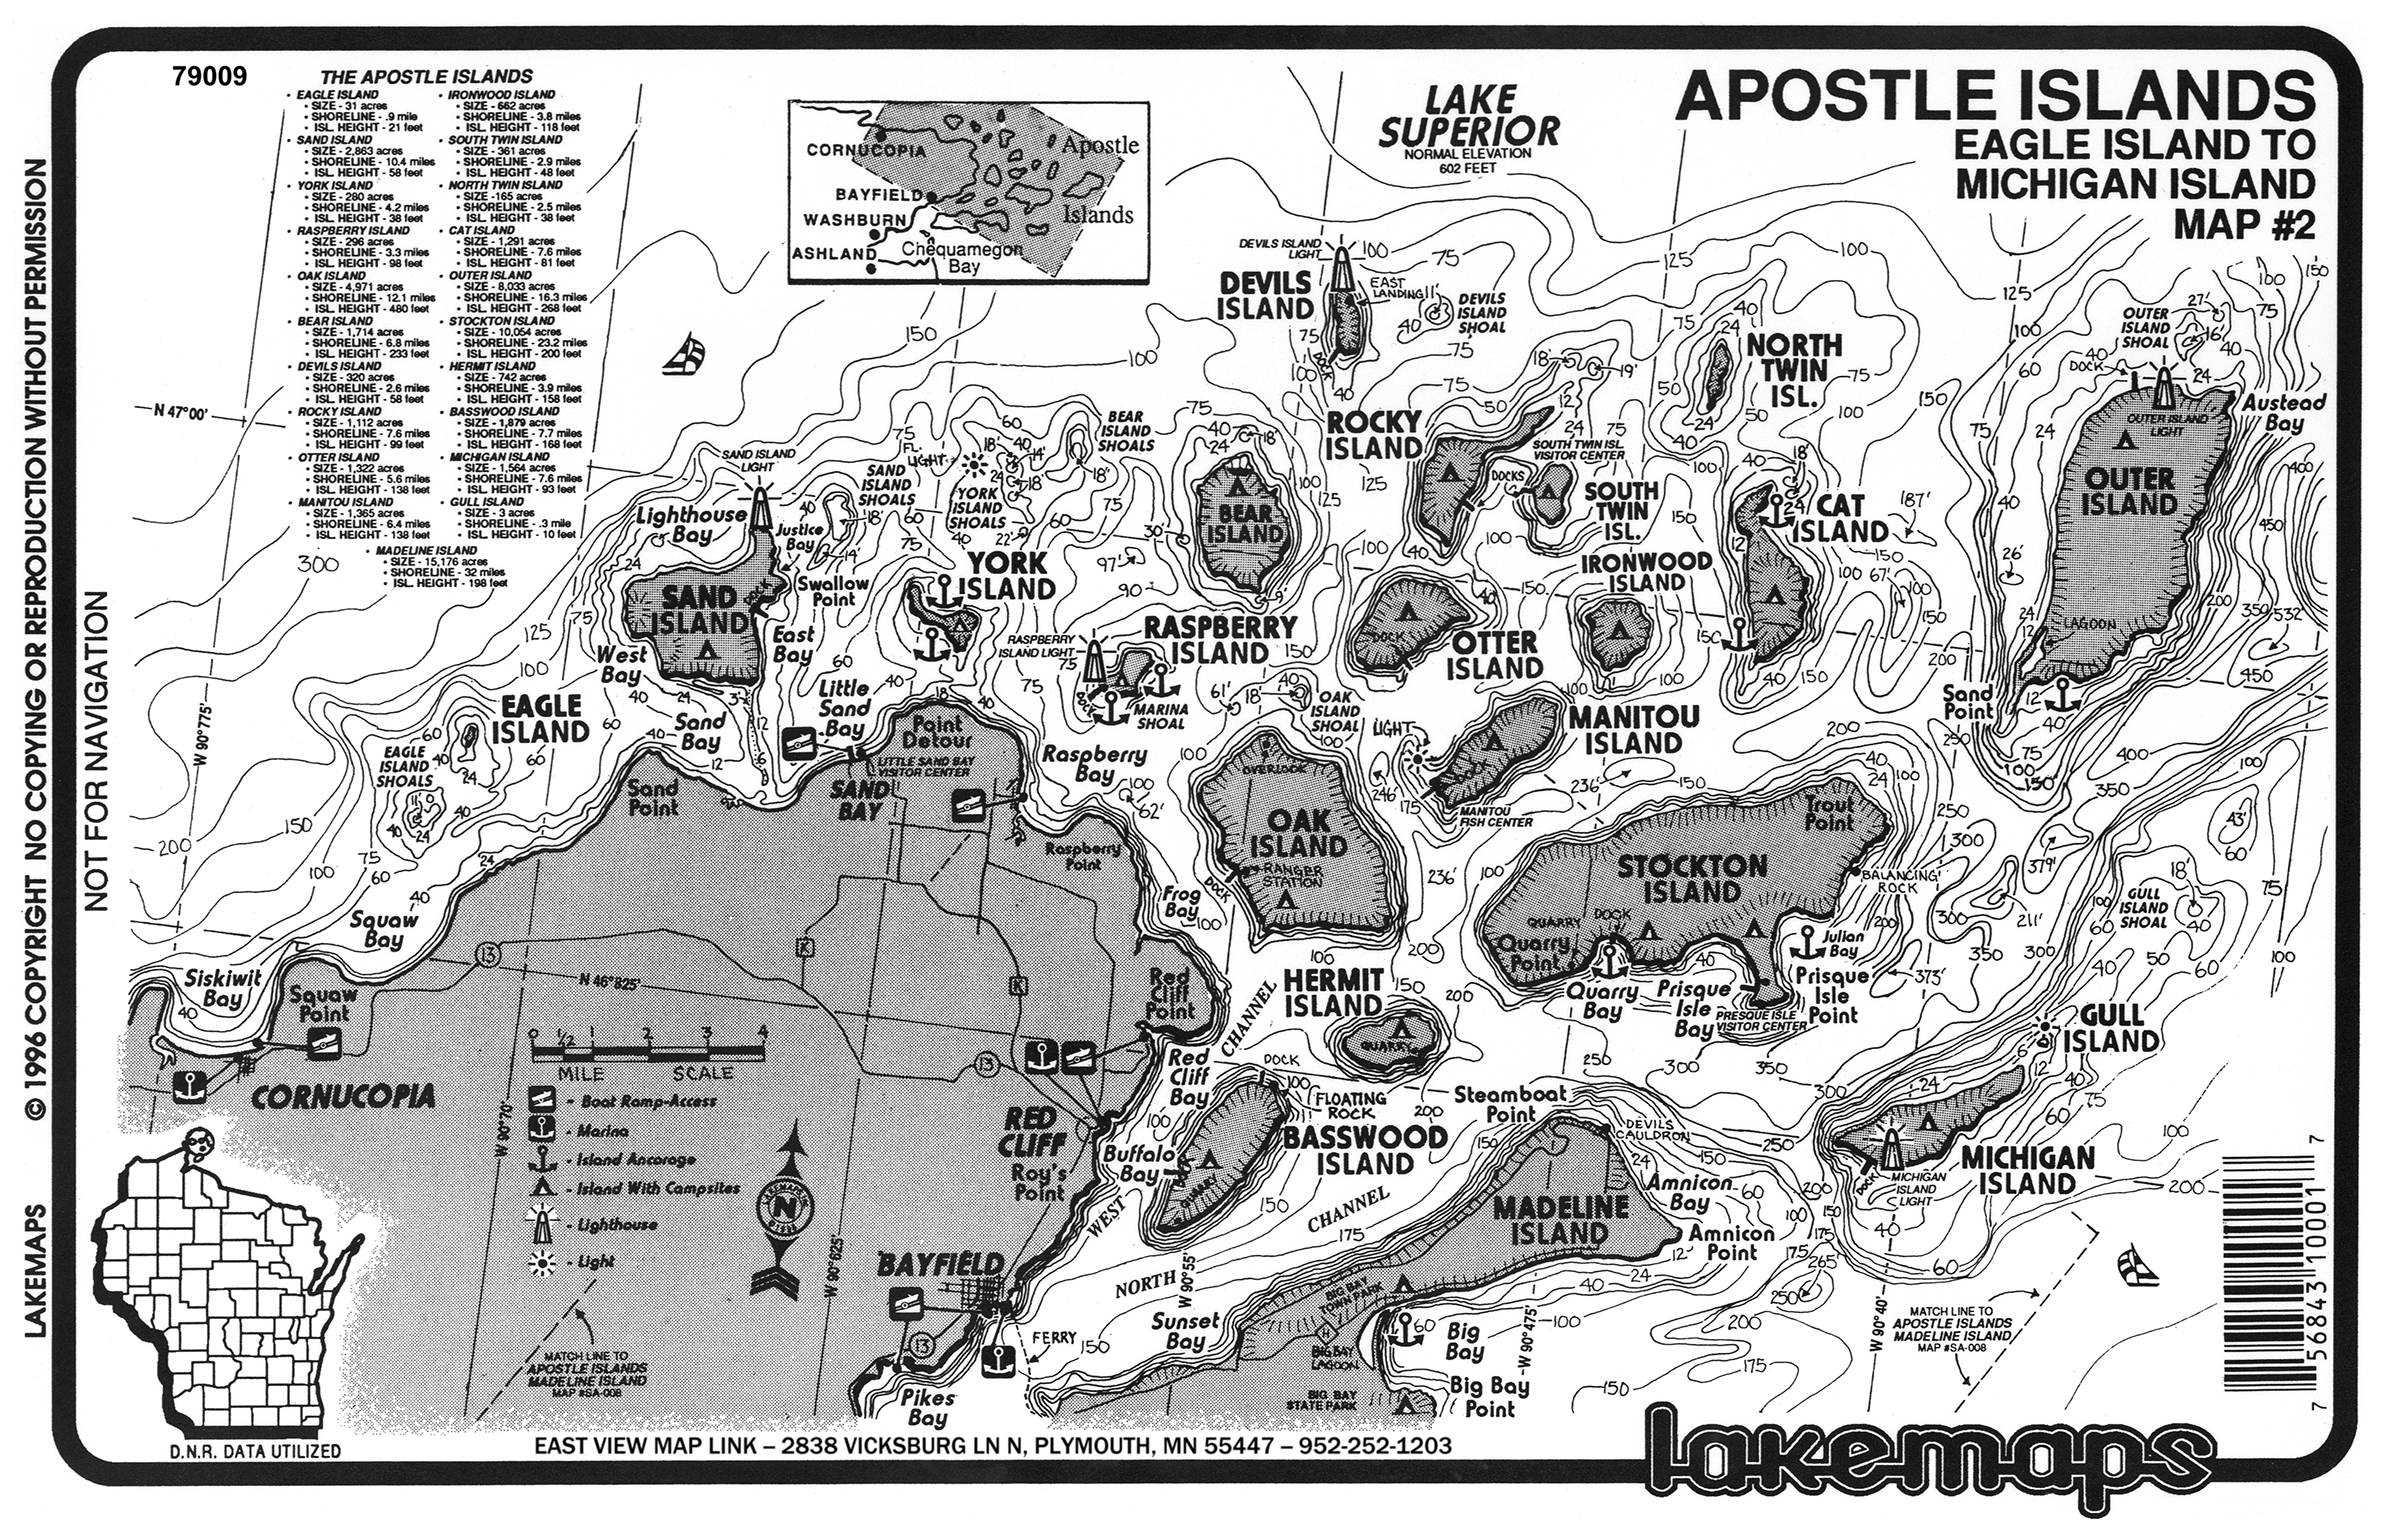 79009
THE APOSTLE ISLANDS
• EAGLE ISLAND
• SIZE - 31 acres
• SHORELINE - .9 mile
• ISL. HEIGHT - 21 feet
• SAND ISLAND
• SIZE - 2,863 acres
• SHORELINE - 10.4 miles
• ISL. HEIGHT - 58 feet
• YORK ISLAND
• SIZE - 280 acres
• SHORELINE - 4.2 miles
• ISL. HEIGHT - 38 feet
• RASPBERRY ISLAND
• SIZE - 296 acres
• SHORELINE - 3.3 miles
• ISL. HEIGHT - 98 feet
• OAK ISLAND
• SIZE - 4,971 acres
• SHORELINE - 12.1 miles
• ISL. HEIGHT - 480 feet
• BEAR ISLAND
• SIZE - 1,714 acres
• SHORELINE - 6.8 miles
• ISL. HEIGHT - 233 feet
• DEVILS ISLAND
• SIZE - 320 acres
• SHORELINE - 2.6 miles
• ISL. HEIGHT - 58 feet
• ROCKY ISLAND
• SIZE - 1,112 acres
• SHORELINE - 7.6 miles
• ISL. HEIGHT - 99 feet
• OTTER ISLAND
• SIZE - 1,322 acres
• SHORELINE - 5.6 miles
• ISL. HEIGHT - 138 feet
• MANITOU ISLAND
• SIZE - 1,365 acres
• SHORELINE - 6.4 miles
• ISL. HEIGHT - 138 feet
• IRONWOOD ISLAND
• SIZE - 662 acres
• SHORELINE - 3.8 miles
• ISL. HEIGHT - 118 feet
• SOUTH TWIN ISLAND
• SIZE - 361 acres
• SHORELINE - 2.9 miles
• ISL. HEIGHT - 48 feet
• NORTH TWIN ISLAND
• SIZE -165 acres
• SHORELINE - 2.5 miles
• ISL. HEIGHT - 38 feet
• CAT ISLAND
• SIZE - 1,291 acres
• SHORELINE - 7.6 miles
• ISL. HEIGHT - 81 feet
• OUTER ISLAND
• SIZE - 8,033 acres
• SHORELINE - 16.3 miles
• ISL. HEIGHT - 268 feet
• STOCKTON ISLAND
• SIZE - 10,054 acres
• SHORELINE - 23.2 miles
• ISL. HEIGHT - 200 feet
• HERMIT ISLAND
• SIZE - 742 acres
• SHORELINE - 3.9 miles
• ISL. HEIGHT - 158 feet
• BASSWOOD ISLAND
• SIZE - 1,879 acres
• SHORELINE - 7.7 miles
• ISL. HEIGHT - 168 feet
• MICHIGAN ISLAND
• SIZE - 1,564 acres
• SHORELINE - 7.6 miles
• ISL. HEIGHT - 93 feet
• GULL ISLAND
• SIZE - 3 acres
• SHORELINE - .3 mile
• ISL. HEIGHT - 10 feet
• MADELINE ISLAND
• SIZE - 15,176 acres
• SHORELINE - 32 miles
• ISL. HEIGHT - 198 feet
CORNUCOPIA
BAYFIELD
WASHBURN
ASHLAND
Chequamegon
Bay
Apostle
Islands
LAKE
SUPERIOR
NORMAL ELEVATION
602 FEET
APOSTLE ISLANDS
EAGLE ISLAND TO
MICHIGAN ISLAND
MAP #2
LAKEMAPS © 1996 COPYRIGHT NO COPYING OR REPRODUCTION WITHOUT PERMISSION
NOT FOR NAVIGATION
N 47°00'
W 90°775'
DEVILS ISLAND
LIGHT
DEVILS
ISLAND
EAST
LANDING
DEVILS
ISLAND
SHOAL
DOCK
NORTH
TWIN
ISL.
OUTER
ISLAND
SHOAL
DOCK
Austead
Bay
OUTER ISLAND
LIGHT
OUTER
ISLAND
LAGOON
Sand
Point
ROCKY
ISLAND
SOUTH TWIN ISL.
VISITOR CENTER
DOCKS
SOUTH
TWIN
ISL.
CAT
ISLAND
IRONWOOD
ISLAND
BEAR
ISLAND
SHOALS
BEAR
ISLAND
FL.
LIGHT
YORK
ISLAND
SHOALS
YORK
ISLAND
SAND
ISLAND
SHOALS
SAND ISLAND
LIGHT
Lighthouse
Bay
Justice
Bay
Swallow
Point
SAND
ISLAND
DOCK
East
Bay
West
Bay
EAGLE
ISLAND
EAGLE
ISLAND
SHOALS
Sand
Bay
Little
Sand
Bay
Point
Detour
LITTLE SAND BAY
VISITOR CENTER
SAND
BAY
Sand
Point
RASPBERRY
ISLAND LIGHT
RASPBERRY
ISLAND
DOCK
MARINA
SHOAL
Raspberry
Bay
Raspberry
Point
OTTER
ISLAND
DOCK
OAK
ISLAND
SHOAL
LIGHT
MANITOU
ISLAND
DOCK
MANITOU
FISH CENTER
OVERLOOK
OAK
ISLAND
RANGER
STATION
DOCK
Frog
Bay
STOCKTON
ISLAND
Trout
Point
BALANCING
ROCK
QUARRY
DOCK
Quarry
Point
Quarry
Bay
Julian
Bay
Prisque
Isle
Bay
Prisque
Isle
Point
PRESQUE ISLE
VISITOR CENTER
GULL
ISLAND
SHOAL
GULL
ISLAND
Squaw
Bay
Siskiwit
Bay
Squaw
Point
CORNUCOPIA
13
K
K
N 46°825'
13
Red
Cliff
Point
HERMIT
ISLAND
QUARRY
WEST
CHANNEL
Red
Cliff
Bay
RED
CLIFF
Roy's
Point
Buffalo
Bay
DOCK
FLOATING
ROCK
BASSWOOD
ISLAND
DOCK
QUARRY
Steamboat
Point
DEVILS
CAULDRON
MADELINE
ISLAND
Amnicon
Bay
Amnicon
Point
MICHIGAN
ISLAND
DOCK
MICHIGAN
ISLAND
LIGHT
NORTH
CHANNEL
W 90°55'
Sunset
Bay
BIG BAY
TOWN PARK
H
BIG BAY
LAGOON
BIG BAY
STATE PARK
Big
Bay
Big Bay
Point
W 90°475'
W 90°40'
MATCH LINE TO
APOSTLE ISLANDS
MADELINE ISLAND
MAP #SA-008
0 1/2 1 2 3 4
MILE SCALE
- Boat Ramp-Access
- Marina
- Island Ancorage
- Island With Campsites
- Lighthouse
- Light
W 90°70'
W 90°625'
N
BAYFIELD
13
FERRY
Pikes
Bay
MATCH LINE TO
APOSTLE ISLANDS
MADELINE ISLAND
MAP #SA-008
D.N.R. DATA UTILIZED
EAST VIEW MAP LINK – 2838 VICKSBURG LN N, PLYMOUTH, MN 55447 – 952-252-1203
7 56843 10001 7
lakemaps